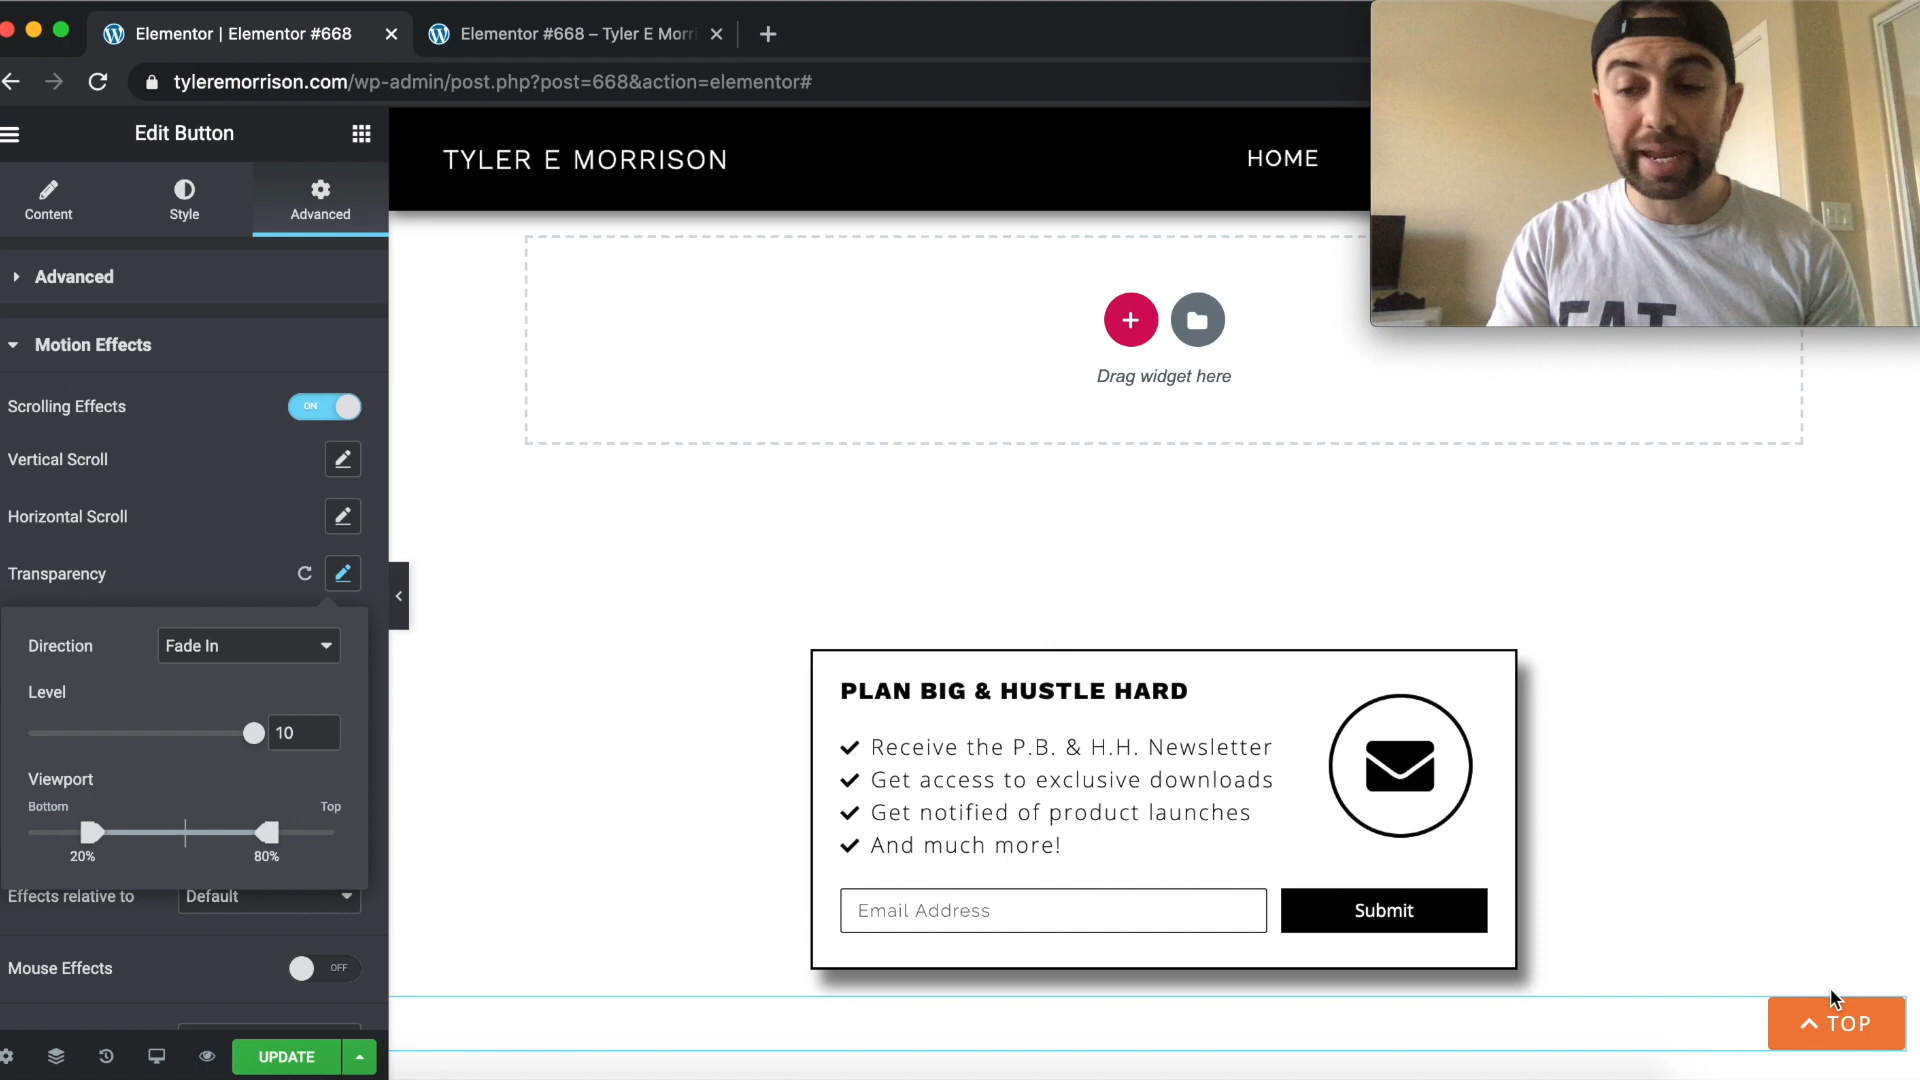 Elementor | Elementor #668
Elementor #668 – Tyler E Morri
tyleremorrison.com/wp-admin/post.php?post=668&action=elementor#
Edit Button
Content
Style
Advanced
Advanced
Motion Effects
Scrolling Effects
ON
Vertical Scroll
Horizontal Scroll
Transparency
Direction
Fade In
Level
10
Viewport
Bottom
Top
20%
80%
Effects relative to
Default
Mouse Effects
OFF
UPDATE
TYLER E MORRISON
HOME
Drag widget here
PLAN BIG & HUSTLE HARD
Receive the P.B. & H.H. Newsletter
Get access to exclusive downloads
Get notified of product launches
And much more!
Email Address
Submit
TOP
EAT